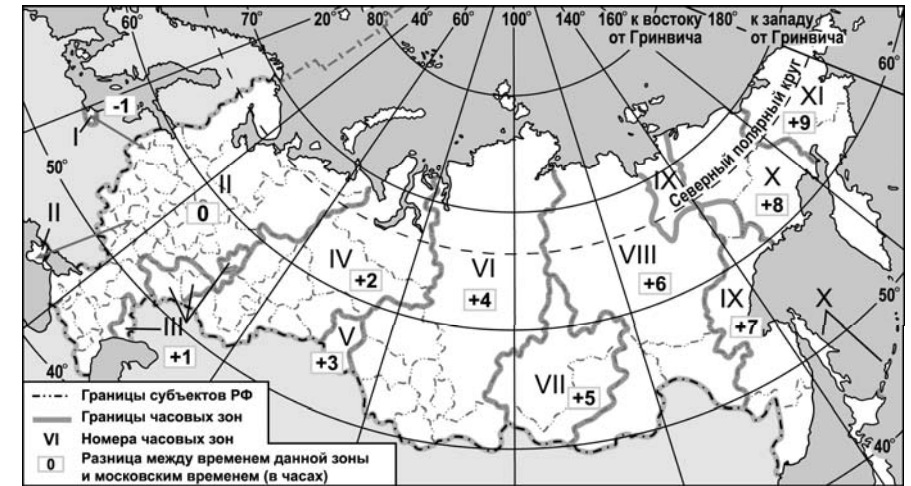 60°
70°
20°
80°
40°
60°
100°
140°
160° к востоку
от Гринвича
180°
к западу
от Гринвича
60°
-1
I
50°
II
II
0
Северный полярный круг
XI
+9
IX
X
+8
IV
+2
VI
+4
VIII
+6
IX
+7
X
50°
III
+1
V
+3
VII
+5
40°
40°
Границы субъектов РФ
Границы часовых зон
VI Номера часовых зон
0 Разница между временем данной зоны
и московским временем (в часах)